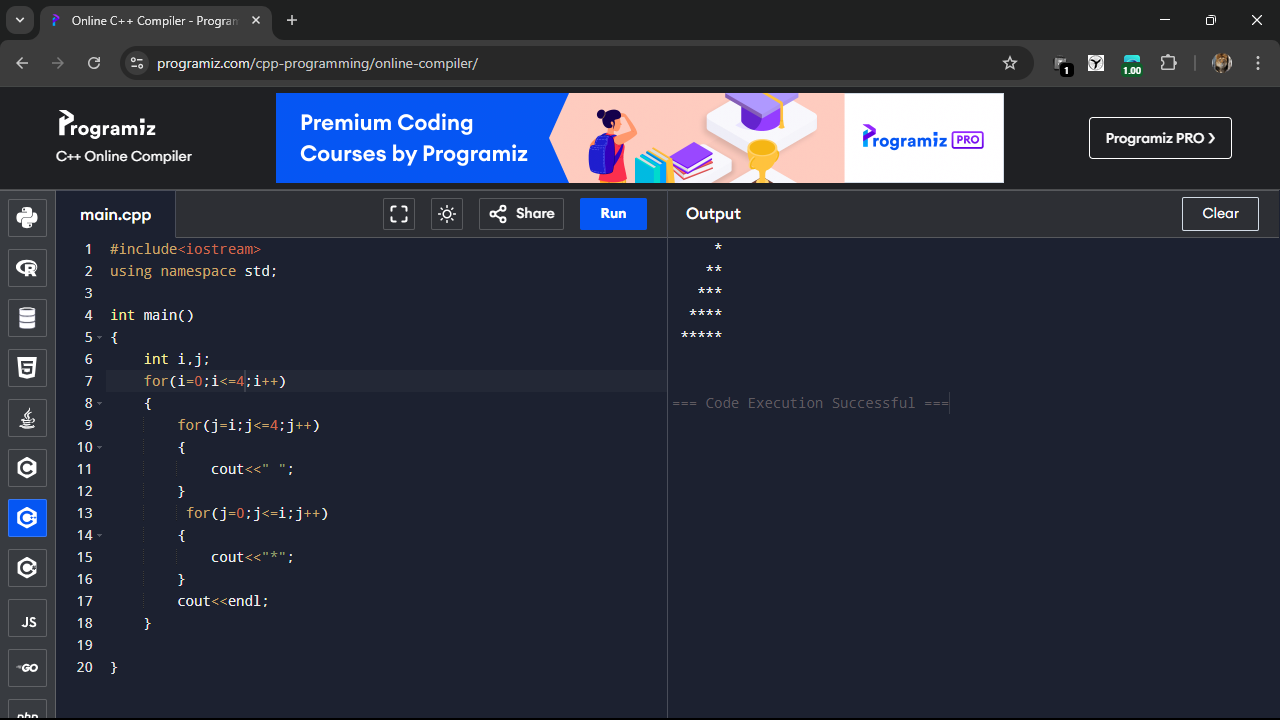 Online C++ Compiler - Program
programiz.com/cpp-programming/online-compiler/
1
1.00
Programiz
C++ Online Compiler
Premium Coding
Courses by Programiz
Programiz PRO
Programiz PRO ❯
main.cpp
Share
Run
Output
Clear
1 #include<iostream>
2 using namespace std;
3
4 int main()
5 {
6     int i,j;
7     for(i=0;i<=4;i++)
8     {
9         for(j=i;j<=4;j++)
10         {
11             cout<<" ";
12         }
13          for(j=0;j<=i;j++)
14         {
15             cout<<"*";
16         }
17         cout<<endl;
18     }
19
20 }
     *
    **
   ***
  ****
 *****
=== Code Execution Successful ===
R
5
C
C++
C#
JS
GO
php